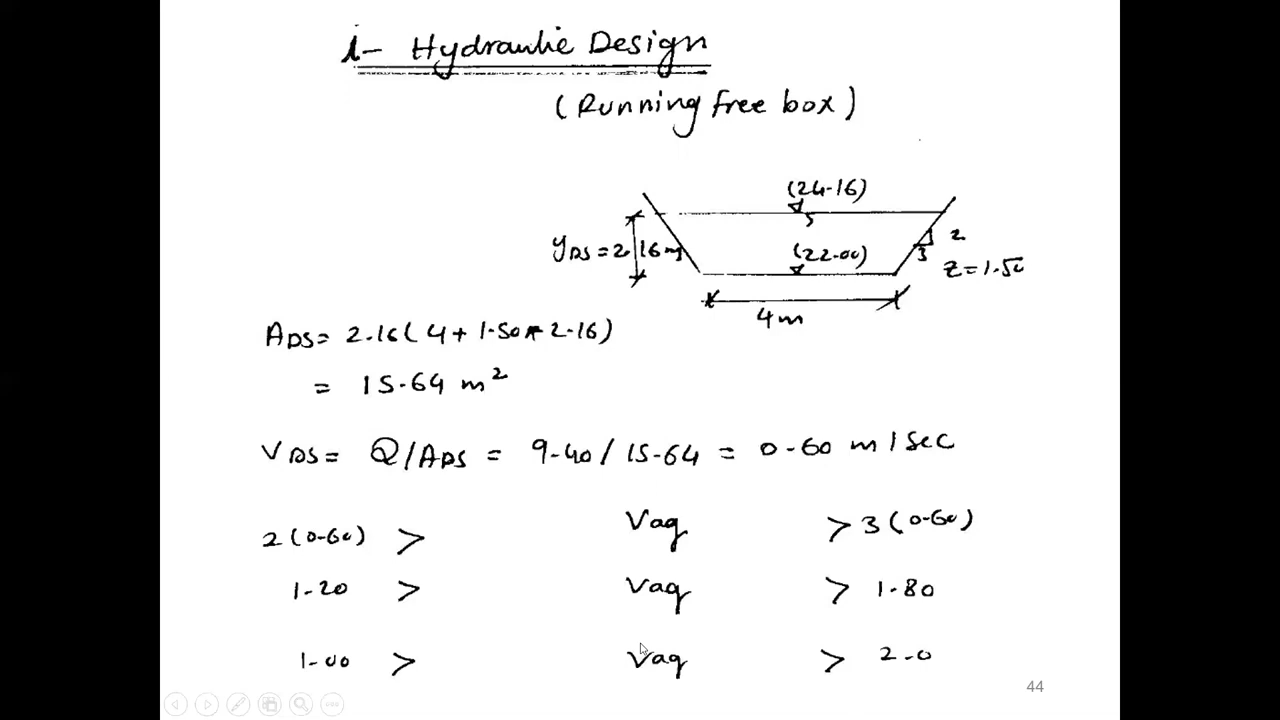 i- Hydraulic Design
(Running free box)
(24.16)
yDS = 2.16 m
(22.00)
2
3
Z = 1.50
4m
ADS = 2.16 ( 4 + 1.50 * 2.16 )
= 15.64 m²
VDS = Q/ADS = 9.40 / 15.64 = 0.60 m/sec
2 (0.60) > Vaq > 3 (0.60)
1.20 > Vaq > 1.80
1.00 > Vaq > 2.0
44